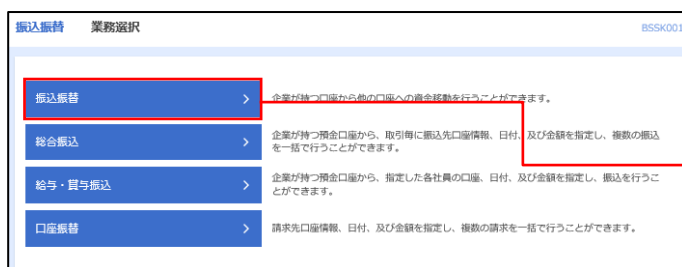 振込振替 業務選択 BSSK001
振込振替
企業が持つ口座から他の口座への資金移動を行うことができます。
総合振込
企業が持つ預金口座から、取引毎に振込先口座情報、日付、及び金額を指定し、複数の振込
を一括で行うことができます。
給与・賞与振込
企業が持つ預金口座から、指定した各社員の口座、日付、及び金額を指定し、振込を行うこ
とができます。
口座振替
請求先口座情報、日付、及び金額を指定し、複数の請求を一括で行うことができます。